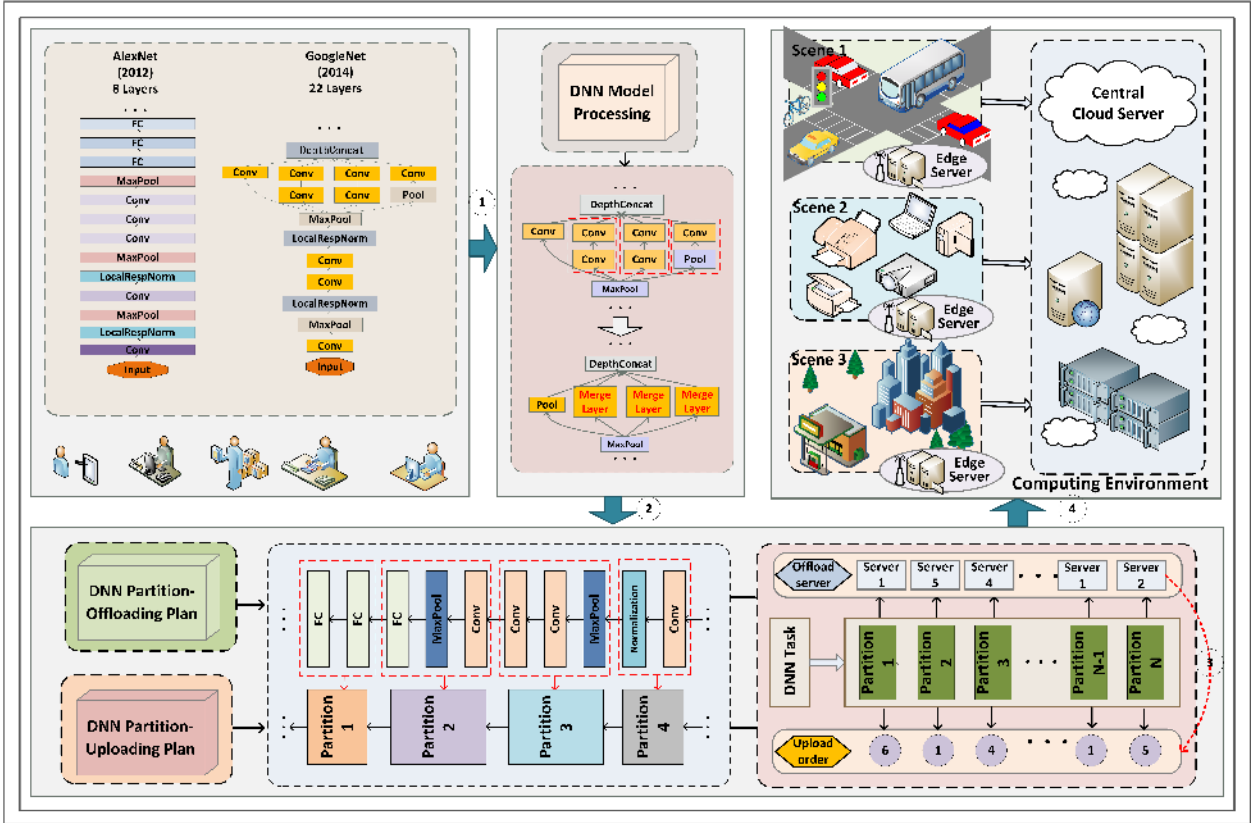 AlexNet
(2012)
8 Layers
. . .
FC
FC
FC
MaxPool
Conv
Conv
Conv
MaxPool
LocalRespNorm
Conv
MaxPool
LocalRespNorm
Conv
Input
GoogleNet
(2014)
22 Layers
. . .
DepthConcat
Conv Conv Conv Conv
Conv Conv Pool
MaxPool
LocalRespNorm
Conv
Conv
LocalRespNorm
MaxPool
Conv
Input
1
DNN Model
Processing
. . .
DepthConcat
Conv Conv Conv Conv
Conv Conv Pool
MaxPool
. . .
. . .
DepthConcat
Pool
Merge Layer
Merge Layer
Merge Layer
MaxPool
. . .
2
Scene 1
Edge
Server
Scene 2
Edge
Server
Scene 3
Edge
Server
Central
Cloud Server
Computing Environment
4
DNN Partition-
Offloading Plan
DNN Partition-
Uploading Plan
FC
FC
FC
MaxPool
Conv
Conv
Conv
MaxPool
Normalization
Conv
Partition 1
Partition 2
Partition 3
Partition 4
Offload
server
Server 1
Server 5
Server 4
. . .
Server 1
Server 2
DNN Task
Partition 1
Partition 2
Partition 3
. . .
Partition N-1
Partition N
3
Upload
order
6 1 4 . . . 1 5